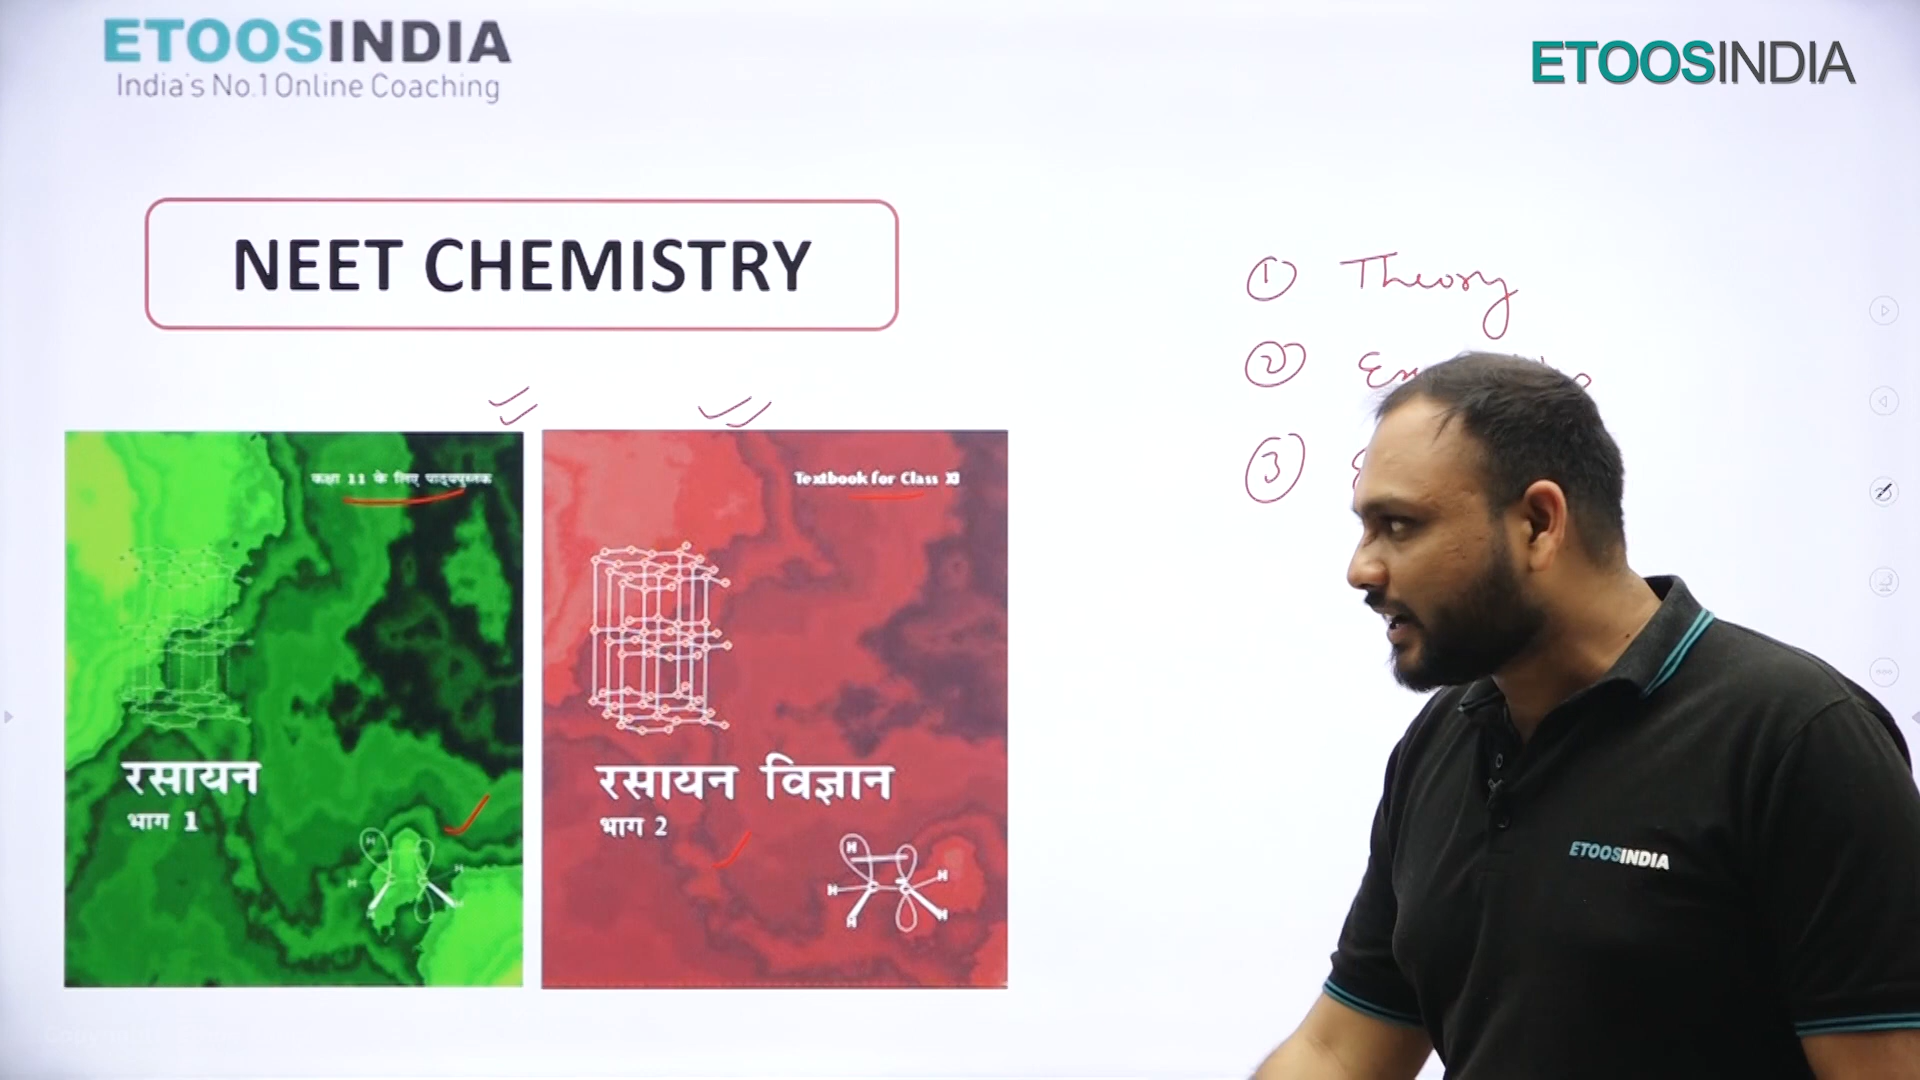 ETOOSINDIA
India's No.1 Online Coaching
ETOOSINDIA
NEET CHEMISTRY
① Theory
②
③
कक्षा 11 के लिए पाठ्यपुस्तक
रसायन
भाग 1
Textbook for Class XI
रसायन विज्ञान
भाग 2
H
H
H
H
C
C
H
H
H
H
ETOOSINDIA